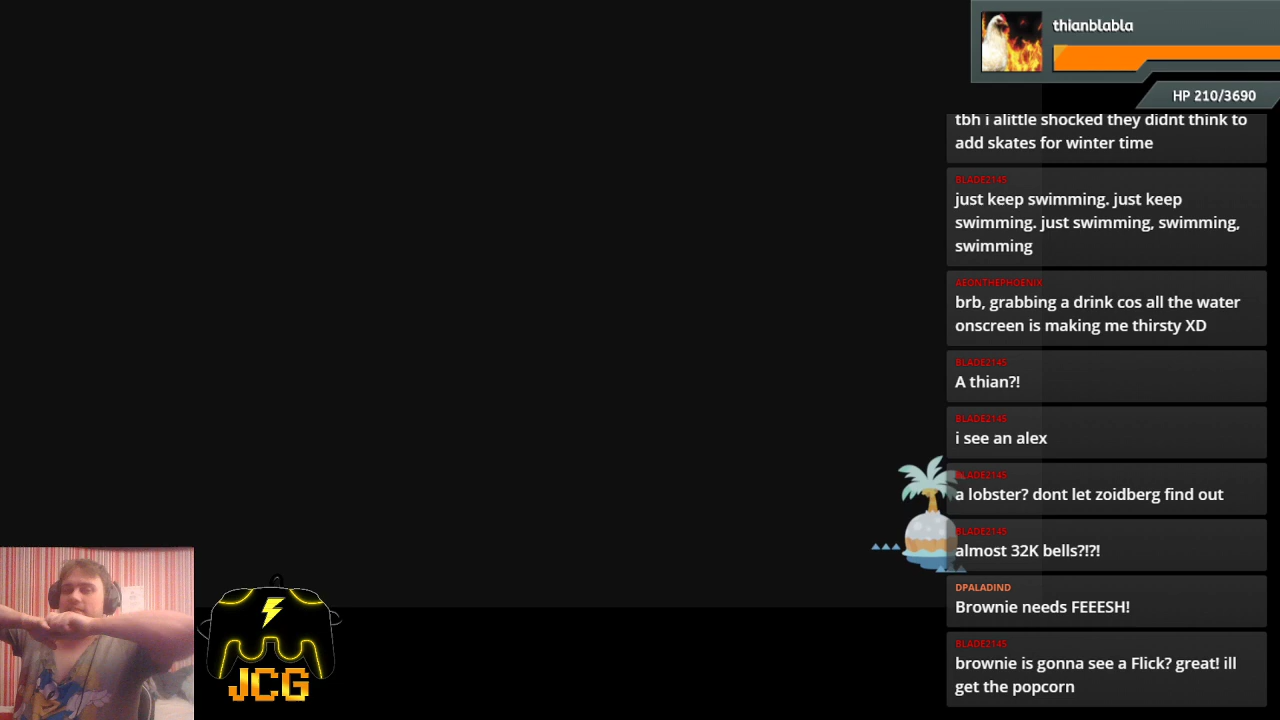 thianblabla
HP 210/3690
tbh i alittle shocked they didnt think to
add skates for winter time
BLADE2145
just keep swimming. just keep
swimming. just swimming, swimming,
swimming
AEONTHEPHOENIX
brb, grabbing a drink cos all the water
onscreen is making me thirsty XD
BLADE2145
A thian?!
BLADE2145
i see an alex
BLADE2145
a lobster? dont let zoidberg find out
BLADE2145
almost 32K bells?!?!
DPALADIND
Brownie needs FEEESH!
BLADE2145
brownie is gonna see a Flick? great! ill
get the popcorn
JCG